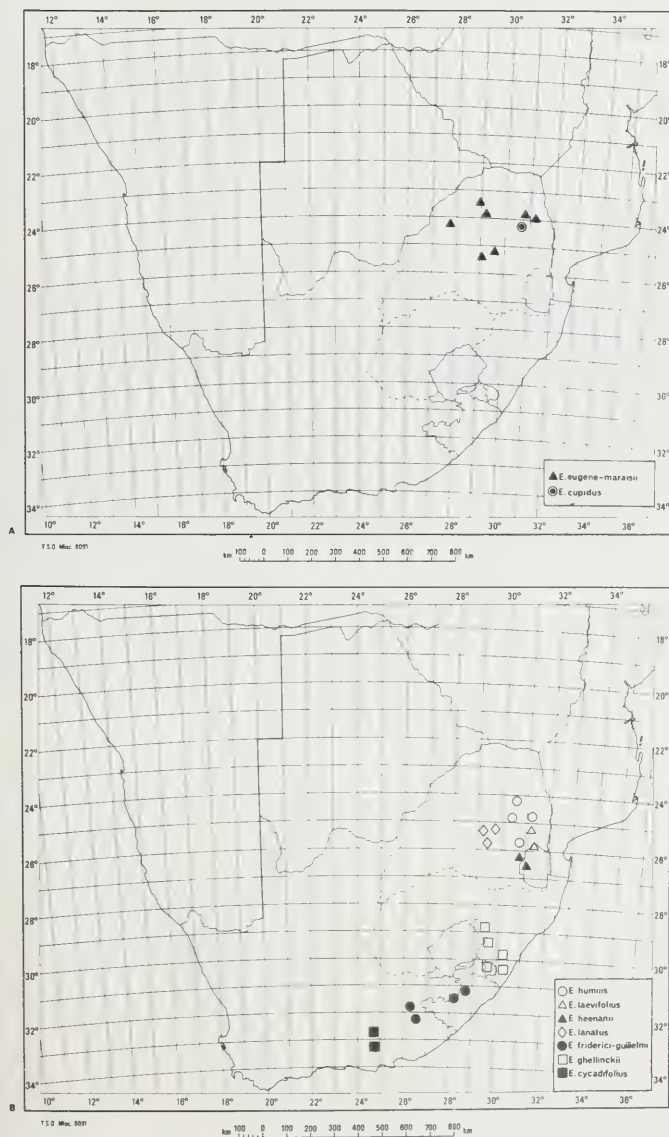 12° 10° 14° 16° 18° 20° 22° 24° 26° 28° 30° 32° 34°
18° 18°
20° 20°
22° 22°
24° 24°
26° 26°
28° 28°
30° 30°
32° 32°
34° 34°
▲ E. eugene-maraisii
E. cupidus
A
10° 12° 14° 16° 18° 20° 22° 24° 26° 28° 30° 32° 34° 36°
T.S.O. Misc. 8091
km 100 0 100 200 300 400 500 600 700 800 km
12° 10° 14° 16° 18° 20° 22° 24° 26° 28° 30° 32° 34°
18° 18°
20° 20°
22° 22°
24° 24°
26° 26°
28° 28°
30° 30°
32° 32°
34° 34°
E. humilis
E. laevifolius
E. heenanii
E. lanatus
E. friderici-guilielmi
E. ghellinckii
E. cycadifolius
B
10° 12° 14° 16° 18° 20° 22° 24° 26° 28° 30° 32° 34° 36°
T.S.O. Misc. 8091
km 100 0 100 200 300 400 500 600 700 800 km